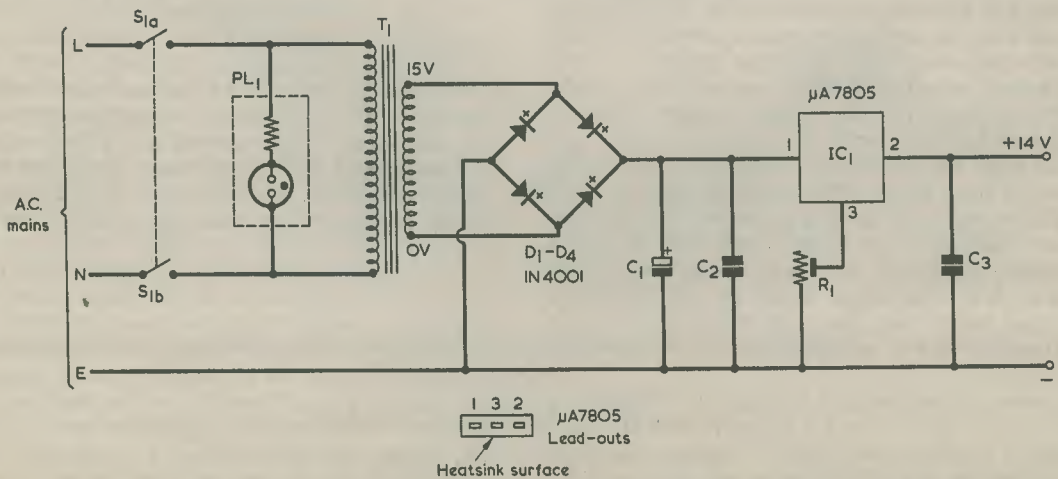 S1a
T1
L
PL1
15V
μA7805
1
IC1
2
+14V
3
A.C.
mains
0V
D1-D4
1N4001
+
C1
C2
R1
C3
N
S1b
E
−
1 3 2
μA7805
Lead-outs
Heatsink surface